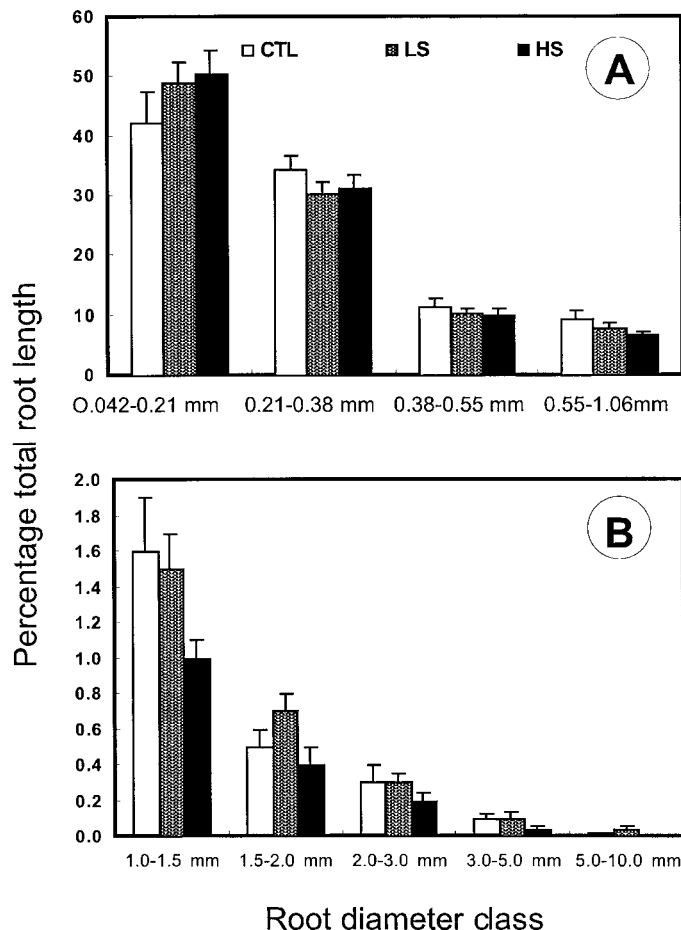 Percentage total root length
60
50
40
30
20
10
0
CTL LS HS
A
O.042-0.21 mm 0.21-0.38 mm 0.38-0.55 mm 0.55-1.06mm
2.0
1.8
1.6
1.4
1.2
1.0
0.8
0.6
0.4
0.2
0.0
B
1.0-1.5 mm 1.5-2.0 mm 2.0-3.0 mm 3.0-5.0 mm 5.0-10.0 mm
Root diameter class